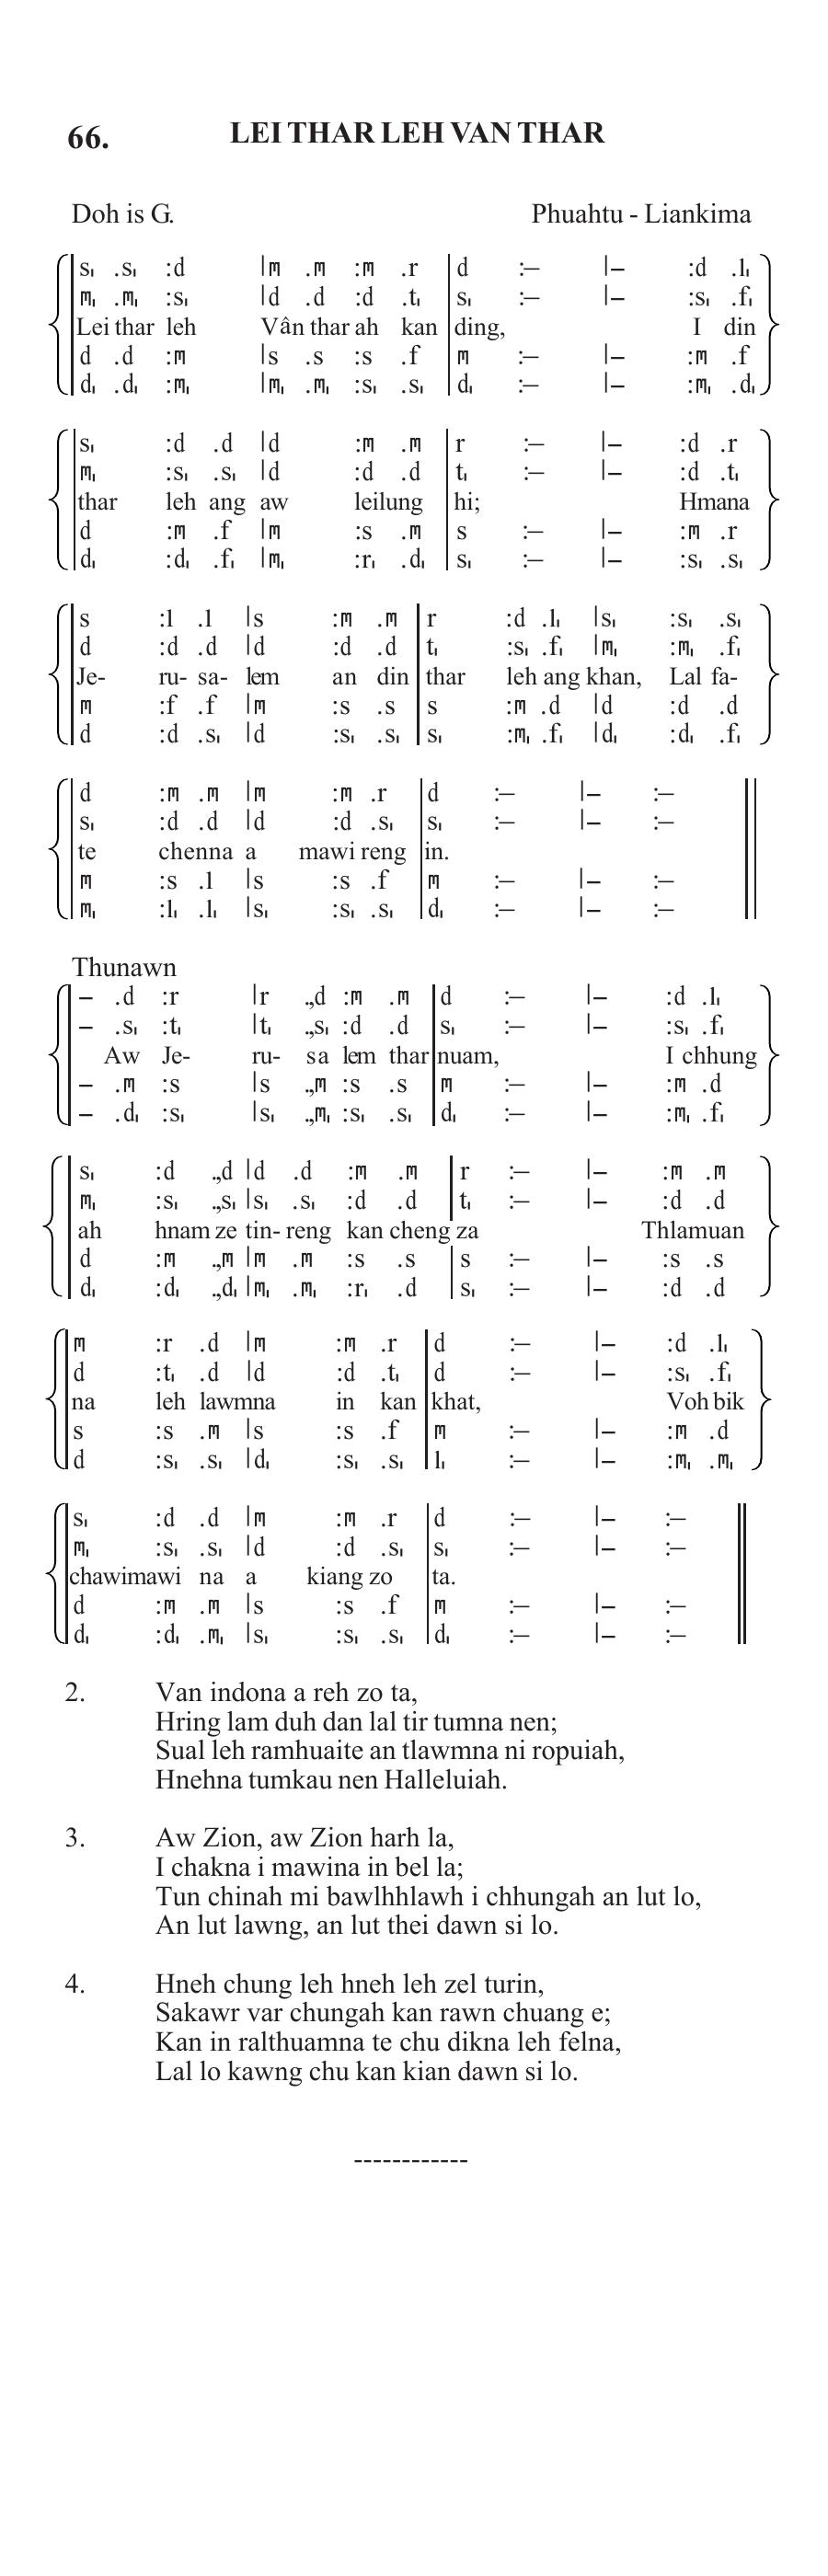 66. LEI THAR LEH VAN THAR
Doh is G. Phuahtu - Liankima
s₁ .s₁ :d |m .m :m .r d :– |– :d .l₁
m₁ .m₁ :s₁ |d .d :d .t₁ s₁ :– |– :s₁ .f₁
Lei thar leh Vân thar ah kan ding, I din
d .d :m |s .s :s .f m :– |– :m .f
d₁ .d₁ :m₁ |m₁ .m₁ :s₁ .s₁ d₁ :– |– :m₁ .d₁
s₁ :d .d |d :m .m r :– |– :d .r
m₁ :s₁ .s₁ |d :d .d t₁ :– |– :d .t₁
thar leh ang aw leilung hi; Hmana
d :m .f |m :s .m s :– |– :m .r
d₁ :d₁ .f₁ |m₁ :r₁ .d₁ s₁ :– |– :s₁ .s₁
s :l .l |s :m .m r :d .l₁ |s₁ :s₁ .s₁
d :d .d |d :d .d t₁ :s₁ .f₁ |m₁ :m₁ .f₁
Je- ru- sa- lem an din thar leh ang khan, Lal fa-
m :f .f |m :s .s s :m .d |d :d .d
d :d .s₁ |d :s₁ .s₁ s₁ :m₁ .f₁ |d₁ :d₁ .f₁
d :m .m |m :m .r d :– |– :–
s₁ :d .d |d :d .s₁ s₁ :– |– :–
te chenna a mawi reng in.
m :s .l |s :s .f m :– |– :–
m₁ :l₁ .l₁ |s₁ :s₁ .s₁ d₁ :– |– :–
Thunawn
– .d :r |r .,d :m .m d :– |– :d .l₁
– .s₁ :t₁ |t₁ .,s₁ :d .d s₁ :– |– :s₁ .f₁
Aw Je- ru- sa lem thar nuam, I chhung
– .m :s |s .,m :s .s m :– |– :m .d
– .d₁ :s₁ |s₁ .,m₁ :s₁ .s₁ d₁ :– |– :m₁ .f₁
s₁ :d .,d |d .d :m .m r :– |– :m .m
m₁ :s₁ .,s₁ |s₁ .s₁ :d .d t₁ :– |– :d .d
ah hnam ze tin- reng kan cheng za Thlamuan
d :m .,m |m .m :s .s s :– |– :s .s
d₁ :d₁ .,d₁ |m₁ .m₁ :r₁ .d s₁ :– |– :d .d
m :r .d |m :m .r d :– |– :d .l₁
d :t₁ .d |d :d .t₁ d :– |– :s₁ .f₁
na leh lawmna in kan khat, Voh bik
s :s .m |s :s .f m :– |– :m .d
d :s₁ .s₁ |d₁ :s₁ .s₁ l₁ :– |– :m₁ .m₁
s₁ :d .d |m :m .r d :– |– :–
m₁ :s₁ .s₁ |d :d .s₁ s₁ :– |– :–
chawimawi na a kiang zo ta.
d :m .m |s :s .f m :– |– :–
d₁ :d₁ .m₁ |s₁ :s₁ .s₁ d₁ :– |– :–
2. Van indona a reh zo ta,
Hring lam duh dan lal tir tumna nen;
Sual leh ramhuaite an tlawmna ni ropuiah,
Hnehna tumkau nen Halleluiah.
3. Aw Zion, aw Zion harh la,
I chakna i mawina in bel la;
Tun chinah mi bawlhhlawh i chhungah an lut lo,
An lut lawng, an lut thei dawn si lo.
4. Hneh chung leh hneh leh zel turin,
Sakawr var chungah kan rawn chuang e;
Kan in ralthuamna te chu dikna leh felna,
Lal lo kawng chu kan kian dawn si lo.
------------